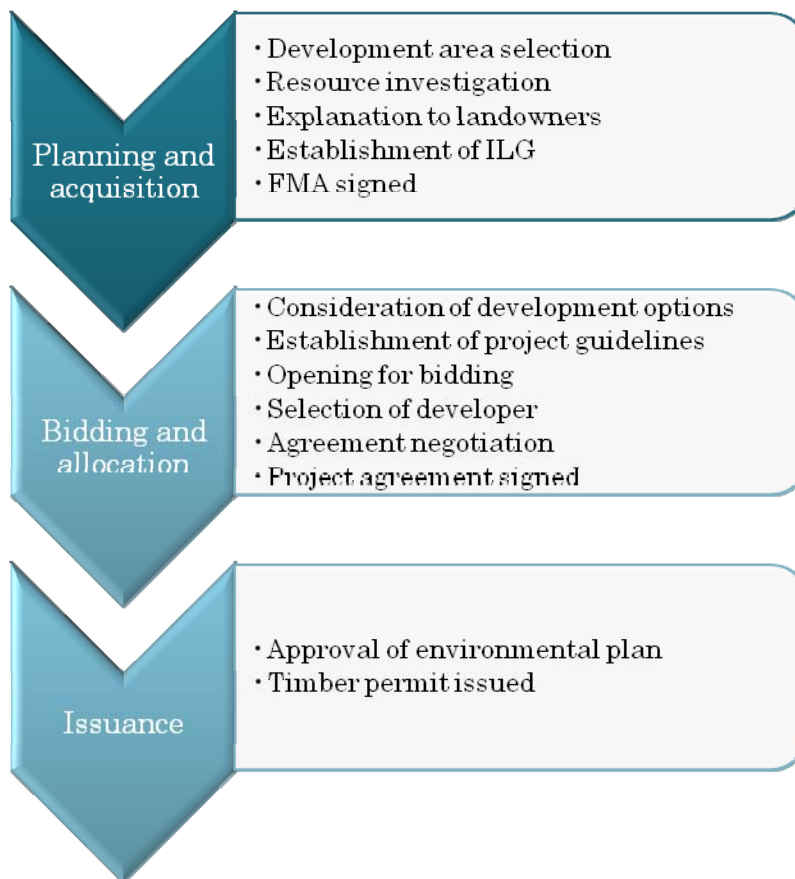 Planning and
acquisition
・Development area selection
・Resource investigation
・Explanation to landowners
・Establishment of ILG
・FMA signed
Bidding and
allocation
・Consideration of development options
・Establishment of project guidelines
・Opening for bidding
・Selection of developer
・Agreement negotiation
・Project agreement signed
Issuance
・Approval of environmental plan
・Timber permit issued